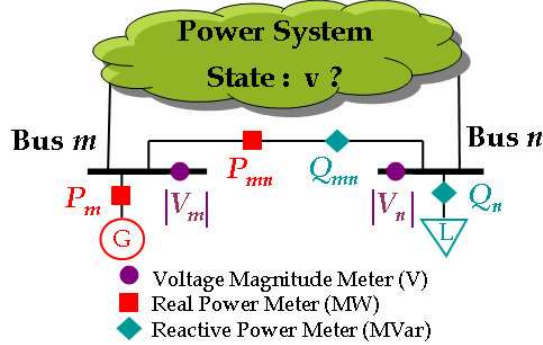 Power System
State : v ?
Bus m
Bus n
P_mn
Q_mn
P_m
|V_m|
|V_n|
Q_n
G
L
Voltage Magnitude Meter (V)
Real Power Meter (MW)
Reactive Power Meter (MVar)